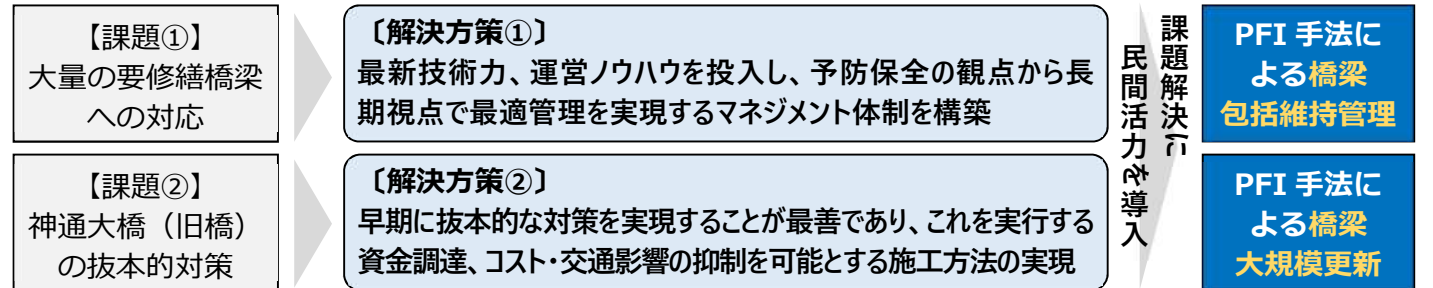 【課題①】
大量の要修繕橋梁
への対応
〔解決方策①〕
最新技術力、運営ノウハウを投入し、予防保全の観点から長
期視点で最適管理を実現するマネジメント体制を構築
課題解決に
民間活力を導入
PFI 手法に
よる橋梁
包括維持管理
【課題②】
神通大橋（旧橋）
の抜本的対策
〔解決方策②〕
早期に抜本的な対策を実現することが最善であり、これを実行する
資金調達、コスト・交通影響の抑制を可能とする施工方法の実現
PFI 手法に
よる橋梁
大規模更新